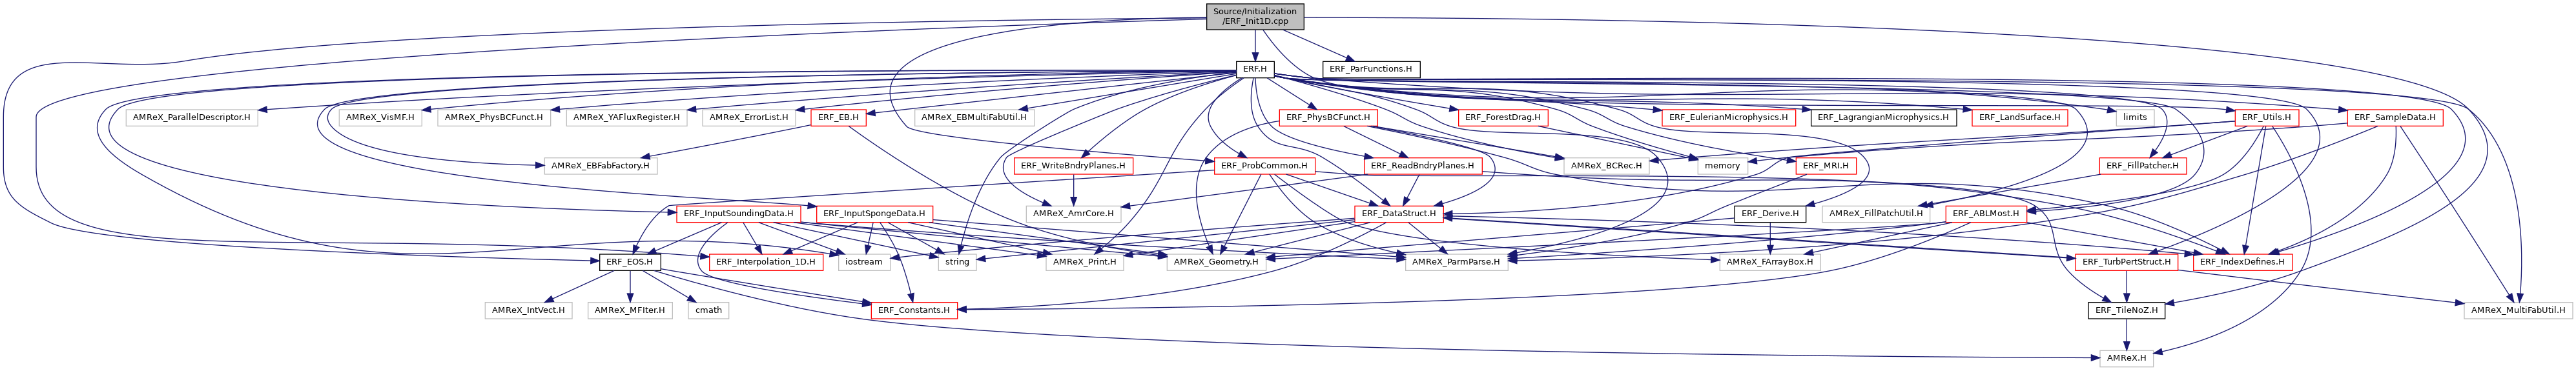 Source/Initialization
/ERF_Init1D.cpp
ERF.H
ERF_ParFunctions.H
AMReX_ParallelDescriptor.H
AMReX_VisMF.H
AMReX_PhysBCFunct.H
AMReX_YAFluxRegister.H
AMReX_ErrorList.H
ERF_EB.H
AMReX_EBMultiFabUtil.H
ERF_PhysBCFunct.H
ERF_ForestDrag.H
ERF_EulerianMicrophysics.H
ERF_LagrangianMicrophysics.H
ERF_LandSurface.H
limits
ERF_Utils.H
ERF_SampleData.H
AMReX_EBFabFactory.H
ERF_WriteBndryPlanes.H
ERF_ProbCommon.H
ERF_ReadBndryPlanes.H
AMReX_BCRec.H
memory
ERF_MRI.H
ERF_FillPatcher.H
ERF_InputSoundingData.H
ERF_InputSpongeData.H
AMReX_AmrCore.H
ERF_DataStruct.H
ERF_Derive.H
AMReX_FillPatchUtil.H
ERF_ABLMost.H
ERF_EOS.H
ERF_Interpolation_1D.H
iostream
string
AMReX_Print.H
AMReX_Geometry.H
AMReX_ParmParse.H
AMReX_FArrayBox.H
ERF_TurbPertStruct.H
ERF_IndexDefines.H
AMReX_IntVect.H
AMReX_MFIter.H
cmath
ERF_Constants.H
ERF_TileNoZ.H
AMReX_MultiFabUtil.H
AMReX.H